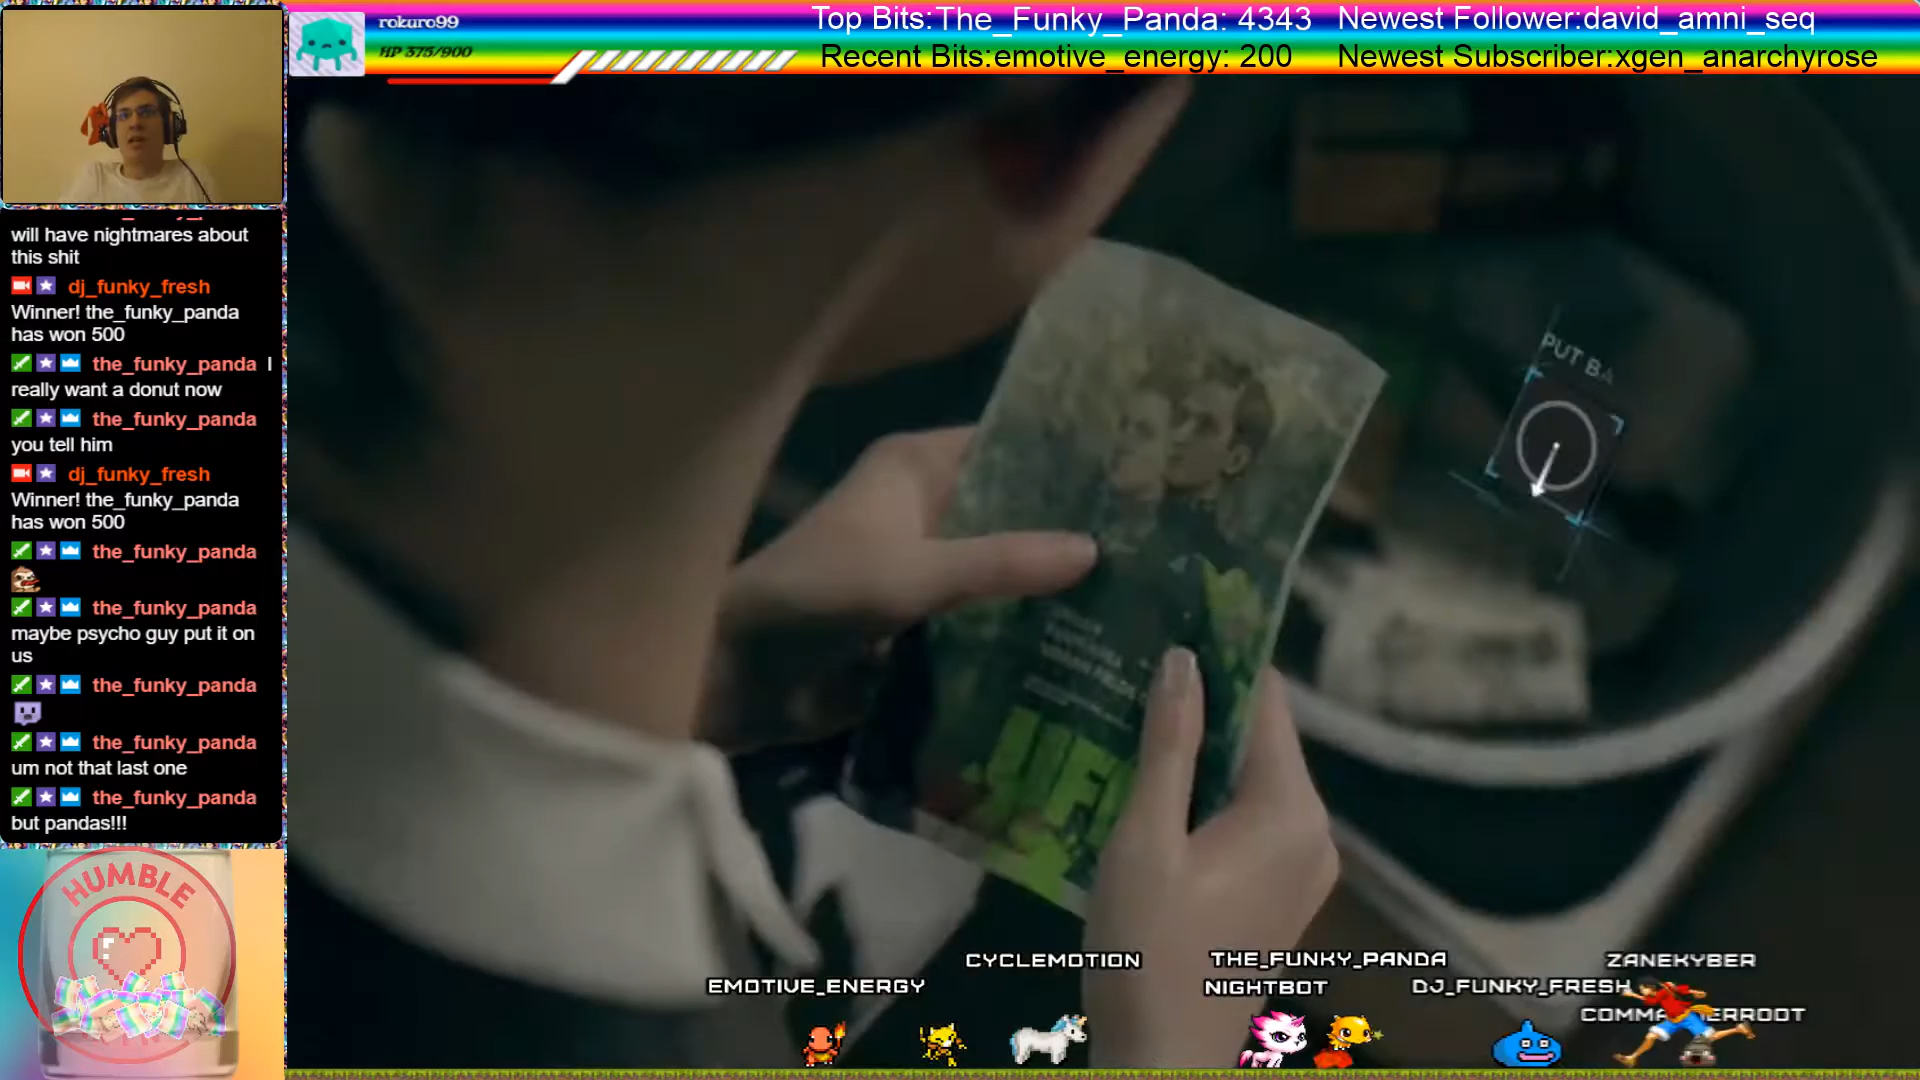 rokuro99
HP 375/900
Top Bits:The_Funky_Panda: 4343
Newest Follower:david_amni_seq
Recent Bits:emotive_energy: 200
Newest Subscriber:xgen_anarchyrose
will have nightmares about
this shit
dj_funky_fresh
Winner! the_funky_panda
has won 500
the_funky_panda I
really want a donut now
the_funky_panda
you tell him
dj_funky_fresh
Winner! the_funky_panda
has won 500
the_funky_panda
the_funky_panda
maybe psycho guy put it on
us
the_funky_panda
the_funky_panda
um not that last one
the_funky_panda
but pandas!!!
HUMBLE
PUT BA
EMOTIVE_ENERGY
CYCLEMOTION
THE_FUNKY_PANDA
NIGHTBOT
DJ_FUNKY_FRESH
ZANEKYBER